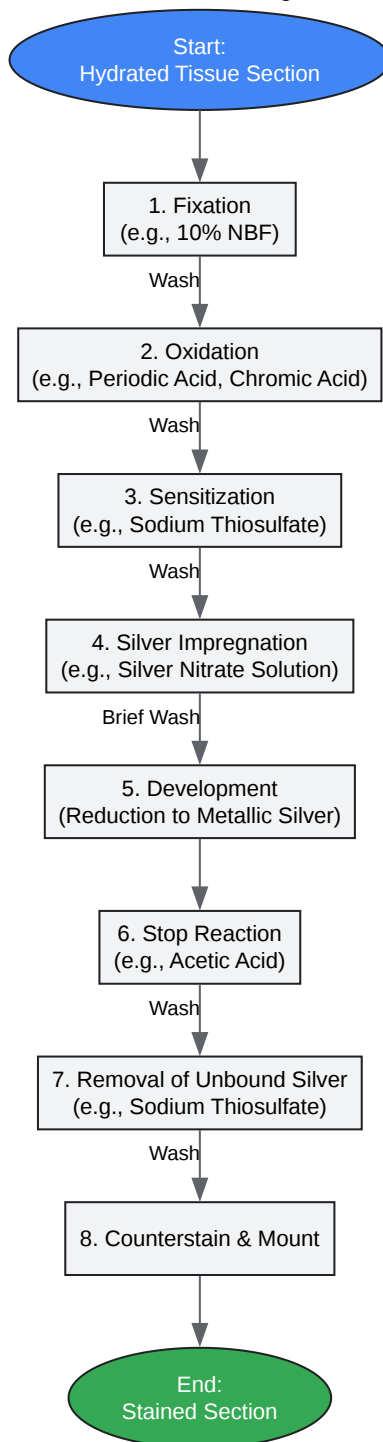 Start:
Hydrated Tissue Section
1. Fixation
(e.g., 10% NBF)
Wash
2. Oxidation
(e.g., Periodic Acid, Chromic Acid)
Wash
3. Sensitization
(e.g., Sodium Thiosulfate)
Wash
4. Silver Impregnation
(e.g., Silver Nitrate Solution)
Brief Wash
5. Development
(Reduction to Metallic Silver)
6. Stop Reaction
(e.g., Acetic Acid)
Wash
7. Removal of Unbound Silver
(e.g., Sodium Thiosulfate)
Wash
8. Counterstain & Mount
End:
Stained Section